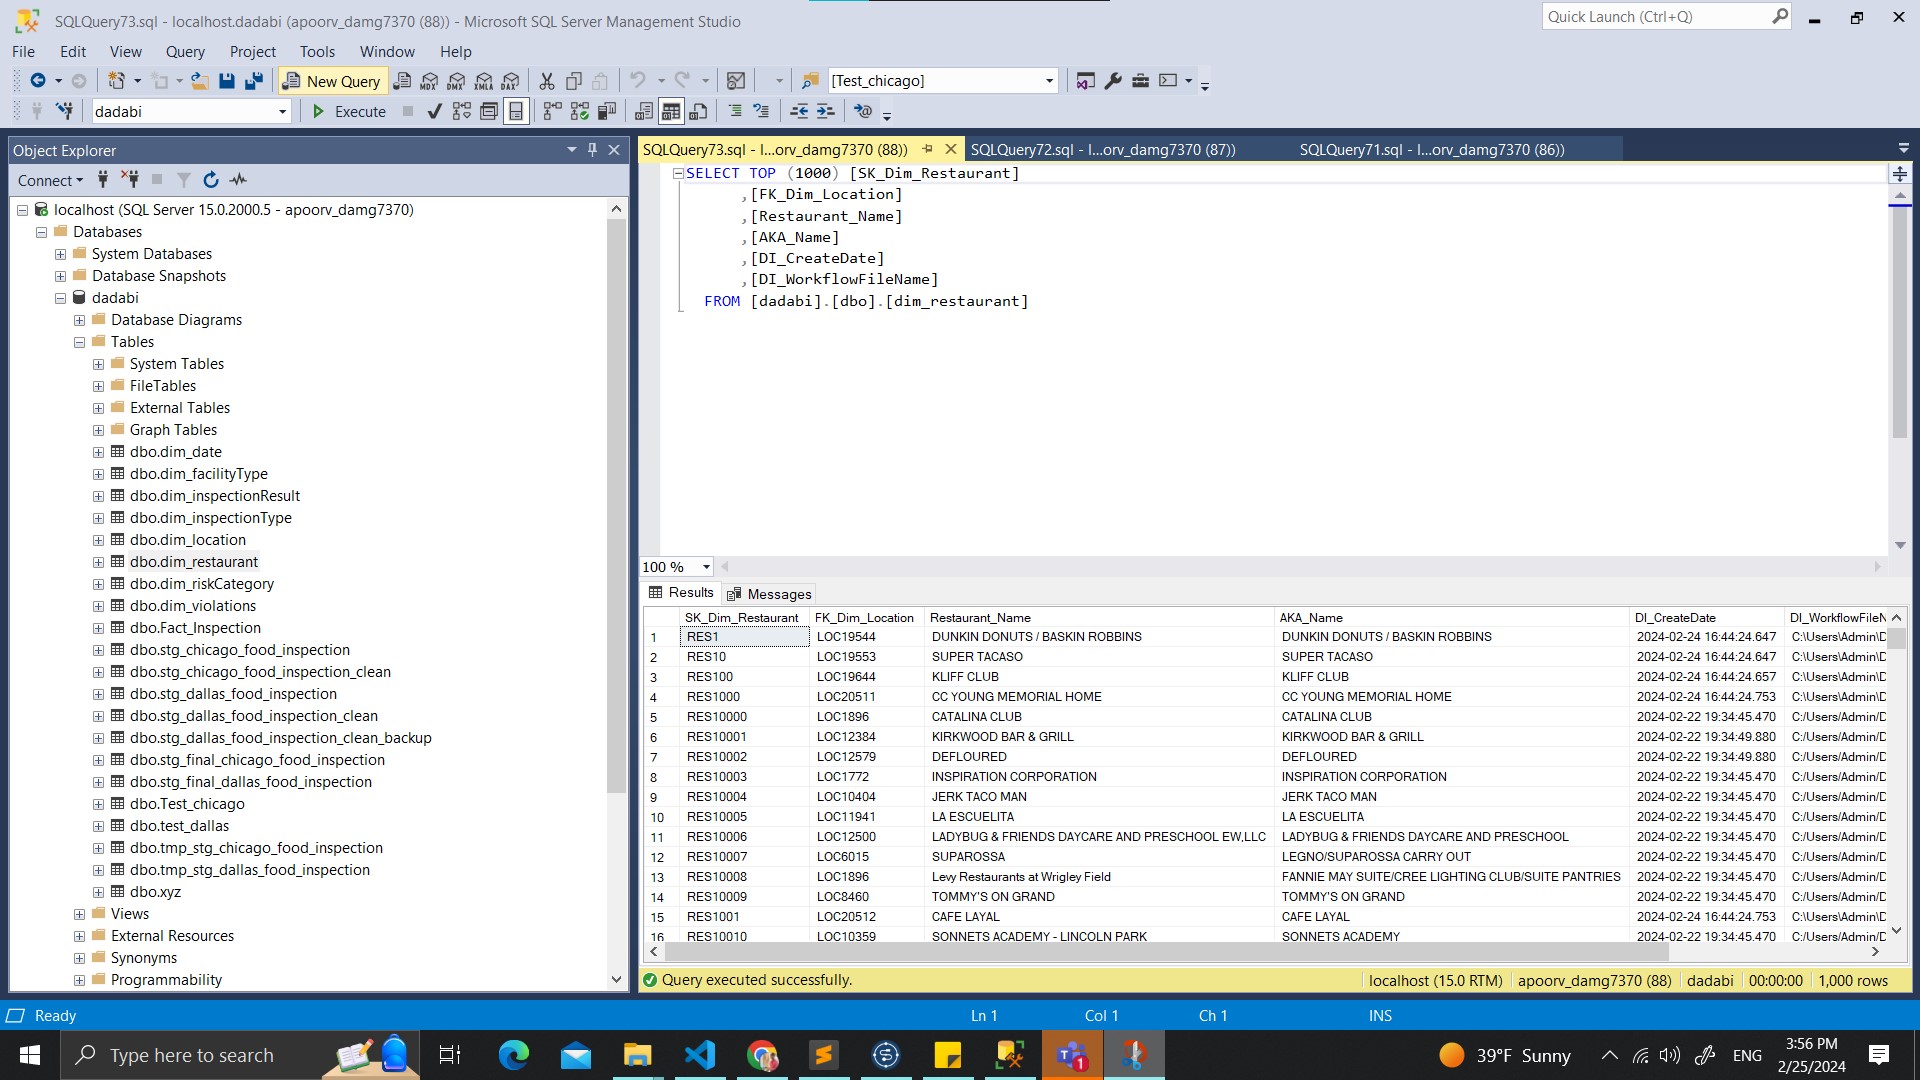 SQLQuery73.sql - localhost.dadabi (apoorv_damg7370 (88)) - Microsoft SQL Server Management Studio
Quick Launch (Ctrl+Q)
File Edit View Query Project Tools Window Help
New Query
MDX DMX XMLA DAX
[Test_chicago]
dadabi
Execute
Object Explorer
Connect
localhost (SQL Server 15.0.2000.5 - apoorv_damg7370)
Databases
System Databases
Database Snapshots
dadabi
Database Diagrams
Tables
System Tables
FileTables
External Tables
Graph Tables
dbo.dim_date
dbo.dim_facilityType
dbo.dim_inspectionResult
dbo.dim_inspectionType
dbo.dim_location
dbo.dim_restaurant
dbo.dim_riskCategory
dbo.dim_violations
dbo.Fact_Inspection
dbo.stg_chicago_food_inspection
dbo.stg_chicago_food_inspection_clean
dbo.stg_dallas_food_inspection
dbo.stg_dallas_food_inspection_clean
dbo.stg_dallas_food_inspection_clean_backup
dbo.stg_final_chicago_food_inspection
dbo.stg_final_dallas_food_inspection
dbo.Test_chicago
dbo.test_dallas
dbo.tmp_stg_chicago_food_inspection
dbo.tmp_stg_dallas_food_inspection
dbo.xyz
Views
External Resources
Synonyms
Programmability
SQLQuery73.sql - l...orv_damg7370 (88)) SQLQuery72.sql - l...orv_damg7370 (87)) SQLQuery71.sql - l...orv_damg7370 (86))
SELECT TOP (1000) [SK_Dim_Restaurant]
,[FK_Dim_Location]
,[Restaurant_Name]
,[AKA_Name]
,[DI_CreateDate]
,[DI_WorkflowFileName]
FROM [dadabi].[dbo].[dim_restaurant]
100 %
Results Messages
SK_Dim_Restaurant FK_Dim_Location Restaurant_Name AKA_Name DI_CreateDate DI_WorkflowFileN
1 RES1 LOC19544 DUNKIN DONUTS / BASKIN ROBBINS DUNKIN DONUTS / BASKIN ROBBINS 2024-02-24 16:44:24.647 C:\Users\Admin\D
2 RES10 LOC19553 SUPER TACASO SUPER TACASO 2024-02-24 16:44:24.647 C:\Users\Admin\D
3 RES100 LOC19644 KLIFF CLUB KLIFF CLUB 2024-02-24 16:44:24.657 C:\Users\Admin\D
4 RES1000 LOC20511 CC YOUNG MEMORIAL HOME CC YOUNG MEMORIAL HOME 2024-02-24 16:44:24.753 C:\Users\Admin\D
5 RES10000 LOC1896 CATALINA CLUB CATALINA CLUB 2024-02-22 19:34:45.470 C:/Users/Admin/D
6 RES10001 LOC12384 KIRKWOOD BAR & GRILL KIRKWOOD BAR & GRILL 2024-02-22 19:34:49.880 C:/Users/Admin/D
7 RES10002 LOC12579 DEFLOURED DEFLOURED 2024-02-22 19:34:49.880 C:/Users/Admin/D
8 RES10003 LOC1772 INSPIRATION CORPORATION INSPIRATION CORPORATION 2024-02-22 19:34:45.470 C:/Users/Admin/D
9 RES10004 LOC10404 JERK TACO MAN JERK TACO MAN 2024-02-22 19:34:45.470 C:/Users/Admin/D
10 RES10005 LOC11941 LA ESCUELITA LA ESCUELITA 2024-02-22 19:34:45.470 C:/Users/Admin/D
11 RES10006 LOC12500 LADYBUG & FRIENDS DAYCARE AND PRESCHOOL EW,LLC LADYBUG & FRIENDS DAYCARE AND PRESCHOOL 2024-02-22 19:34:45.470 C:/Users/Admin/D
12 RES10007 LOC6015 SUPAROSSA LEGNO/SUPAROSSA CARRY OUT 2024-02-22 19:34:45.470 C:/Users/Admin/D
13 RES10008 LOC1896 Levy Restaurants at Wrigley Field FANNIE MAY SUITE/CREE LIGHTING CLUB/SUITE PANTRIES 2024-02-22 19:34:45.470 C:/Users/Admin/D
14 RES10009 LOC8460 TOMMY'S ON GRAND TOMMY'S ON GRAND 2024-02-22 19:34:45.470 C:/Users/Admin/D
15 RES1001 LOC20512 CAFE LAYAL CAFE LAYAL 2024-02-24 16:44:24.753 C:\Users\Admin\D
16 RES10010 LOC10359 SONNETS ACADEMY - LINCOLN PARK SONNETS ACADEMY 2024-02-22 19:34:45.470 C:/Users/Admin/D
Query executed successfully. localhost (15.0 RTM) apoorv_damg7370 (88) dadabi 00:00:00 1,000 rows
Ready Ln 1 Col 1 Ch 1 INS
Type here to search
39°F Sunny ENG
3:56 PM
2/25/2024
1